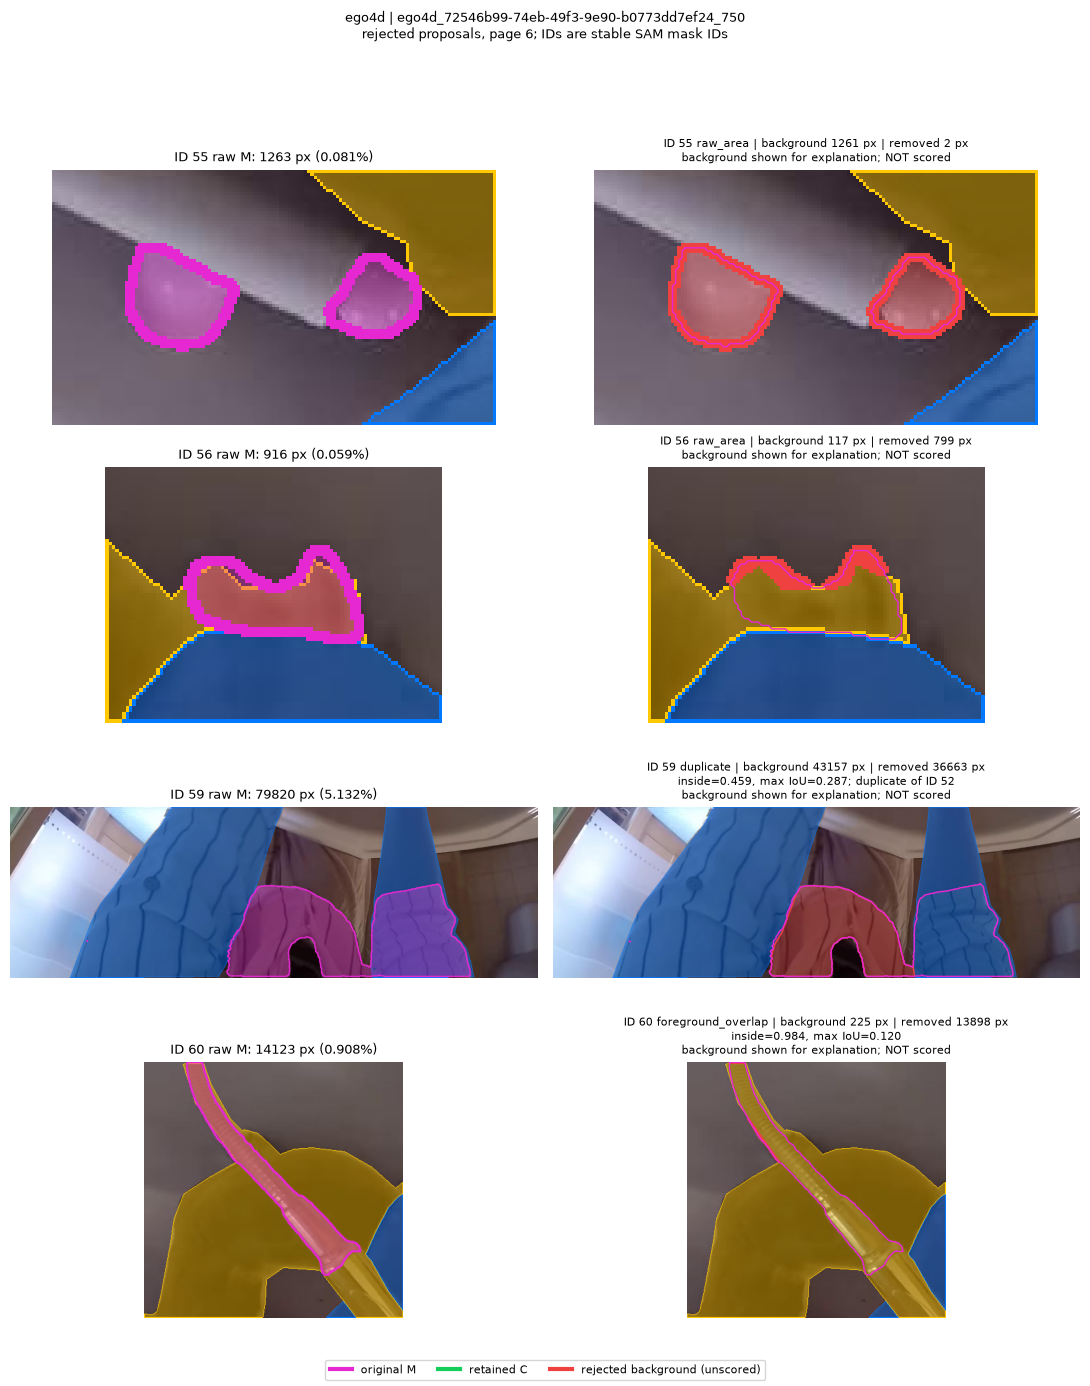 ego4d | ego4d_72546b99-74eb-49f3-9e90-b0773dd7ef24_750
rejected proposals, page 6; IDs are stable SAM mask IDs
ID 55 raw M: 1263 px (0.081%)
ID 55 raw_area | background 1261 px | removed 2 px
background shown for explanation; NOT scored
ID 56 raw M: 916 px (0.059%)
ID 56 raw_area | background 117 px | removed 799 px
background shown for explanation; NOT scored
ID 59 raw M: 79820 px (5.132%)
ID 59 duplicate | background 43157 px | removed 36663 px
inside=0.459, max IoU=0.287; duplicate of ID 52
background shown for explanation; NOT scored
ID 60 raw M: 14123 px (0.908%)
ID 60 foreground_overlap | background 225 px | removed 13898 px
inside=0.984, max IoU=0.120
background shown for explanation; NOT scored
original M
retained C
rejected background (unscored)